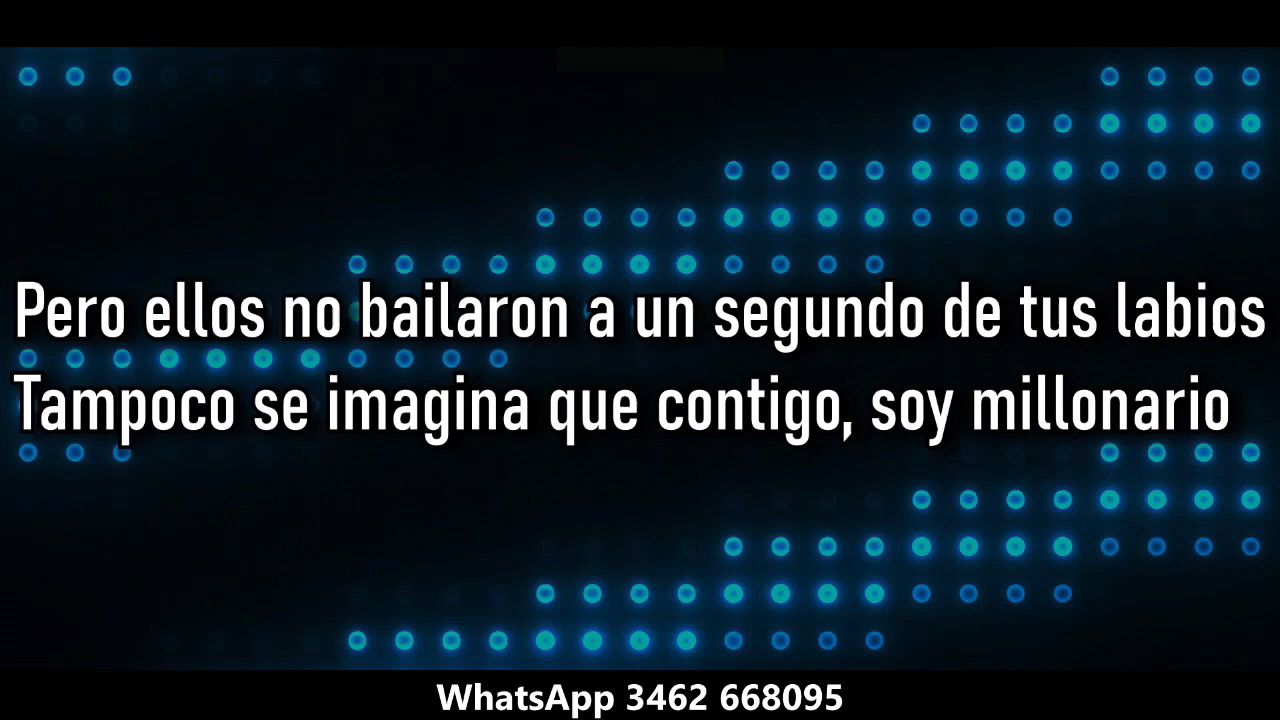 Pero ellos no bailaron a un segundo de tus labios
Tampoco se imagina que contigo, soy millonario
WhatsApp 3462 668095